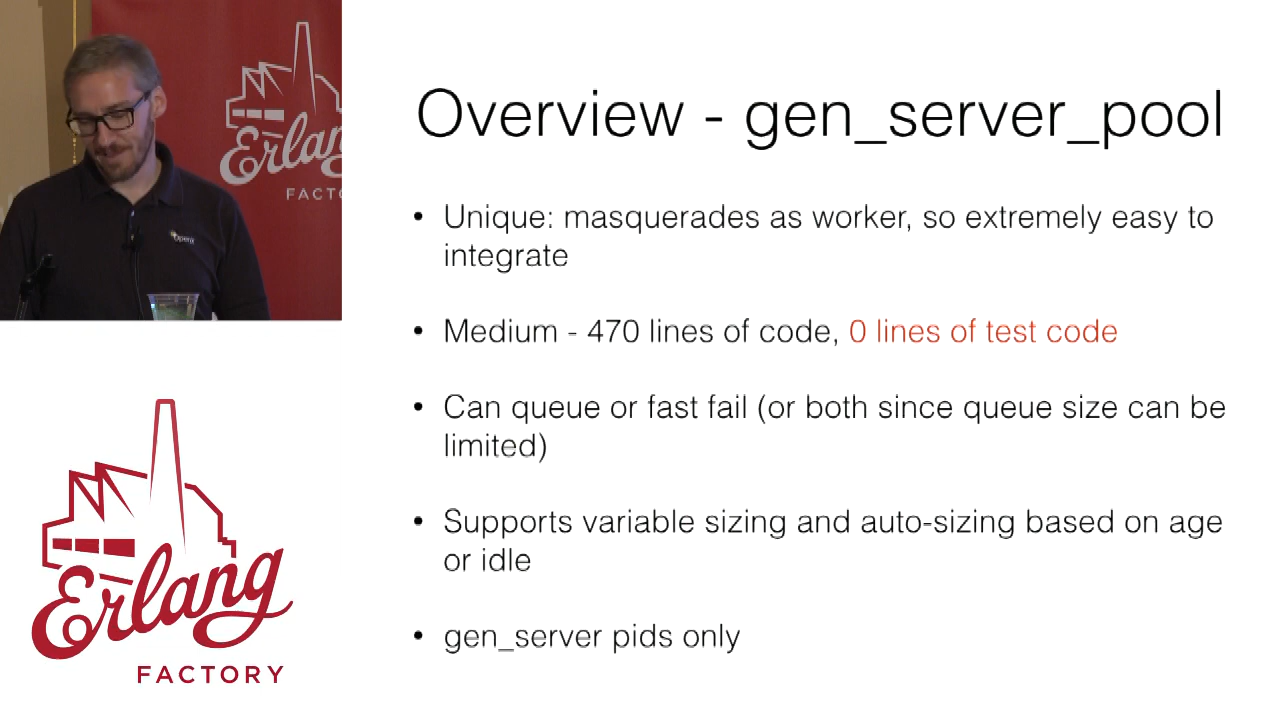 Erlang
FACT
Overview - gen_server_pool
• Unique: masquerades as worker, so extremely easy to
integrate
• Medium - 470 lines of code, 0 lines of test code
• Can queue or fast fail (or both since queue size can be
limited)
• Supports variable sizing and auto-sizing based on age
or idle
• gen_server pids only
Erlang
FACTORY